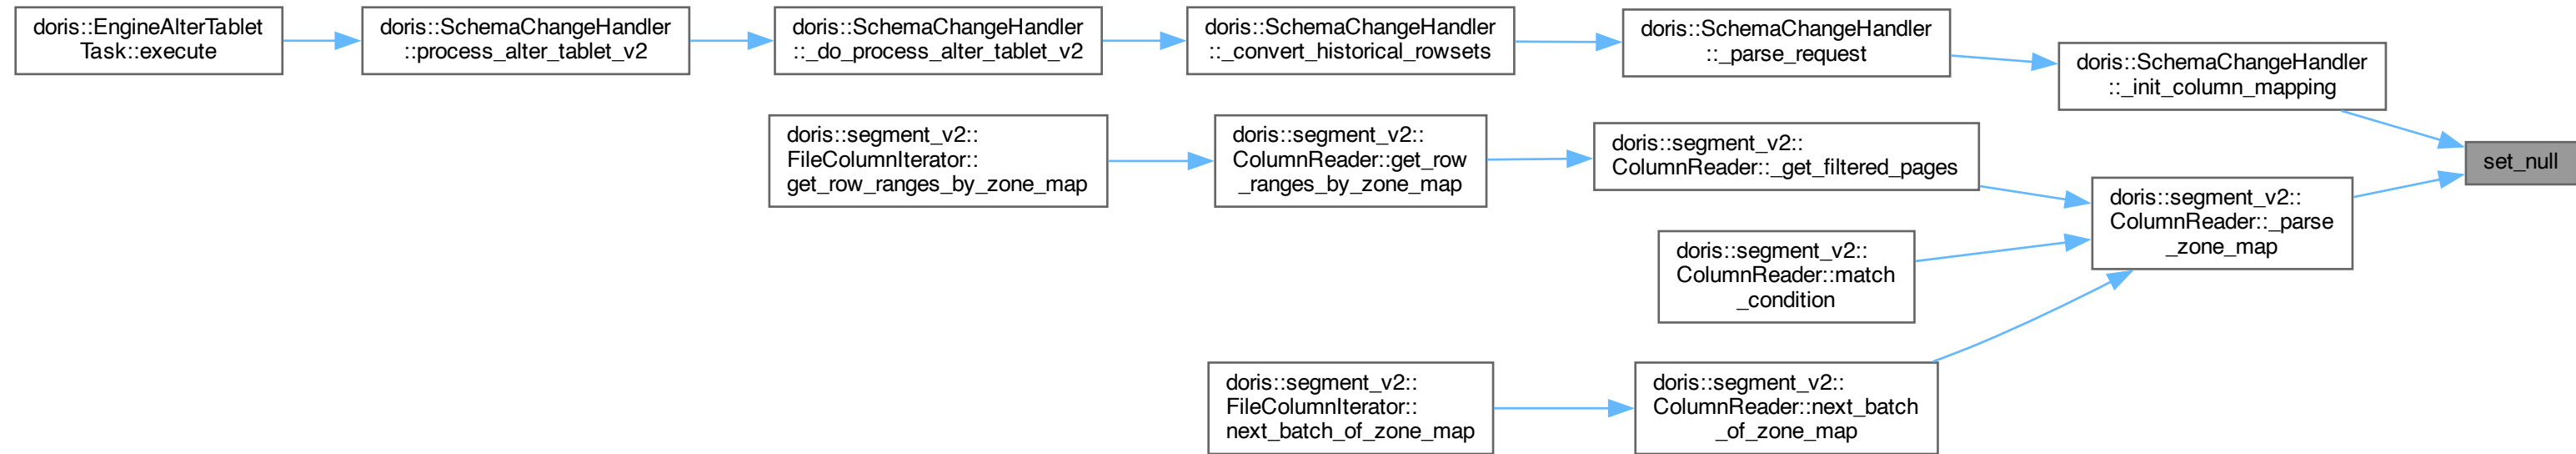 doris::EngineAlterTablet
Task::execute
doris::SchemaChangeHandler
::process_alter_tablet_v2
doris::SchemaChangeHandler
::_do_process_alter_tablet_v2
doris::SchemaChangeHandler
::_convert_historical_rowsets
doris::SchemaChangeHandler
::_parse_request
doris::SchemaChangeHandler
::_init_column_mapping
doris::segment_v2::
FileColumnIterator::
get_row_ranges_by_zone_map
doris::segment_v2::
ColumnReader::get_row
_ranges_by_zone_map
doris::segment_v2::
ColumnReader::_get_filtered_pages
set_null
doris::segment_v2::
ColumnReader::_parse
_zone_map
doris::segment_v2::
ColumnReader::match
_condition
doris::segment_v2::
FileColumnIterator::
next_batch_of_zone_map
doris::segment_v2::
ColumnReader::next_batch
_of_zone_map